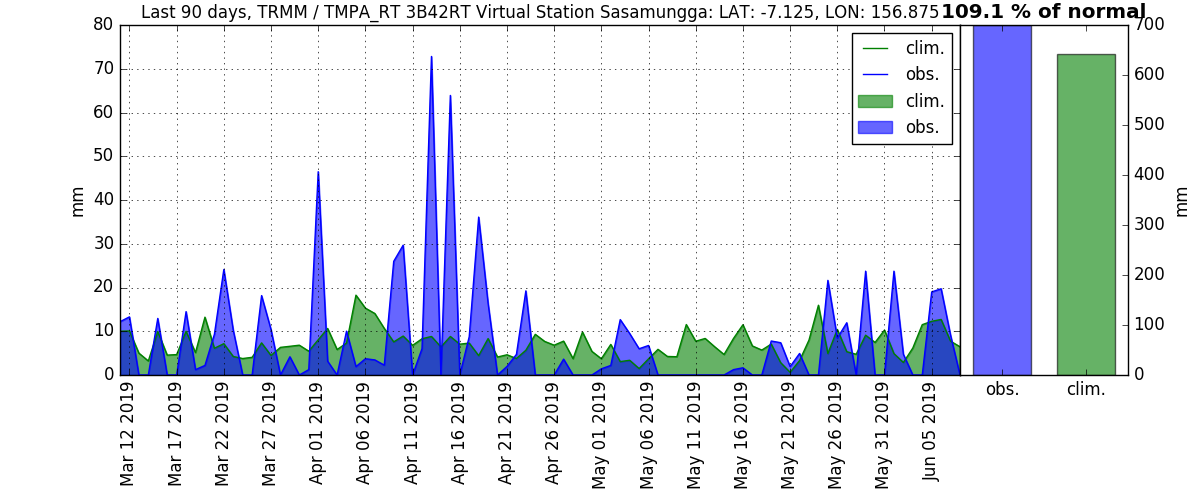 Last 90 days, TRMM / TMPA_RT 3B42RT Virtual Station Sasamungga: LAT: -7.125, LON: 156.875
109.1 % of normal
80
70
60
50
40
30
20
10
0
mm
clim.
obs.
clim.
obs.
Mar 12 2019
Mar 17 2019
Mar 22 2019
Mar 27 2019
Apr 01 2019
Apr 06 2019
Apr 11 2019
Apr 16 2019
Apr 21 2019
Apr 26 2019
May 01 2019
May 06 2019
May 11 2019
May 16 2019
May 21 2019
May 26 2019
May 31 2019
Jun 05 2019
700
600
500
400
300
200
100
0
mm
obs.
clim.